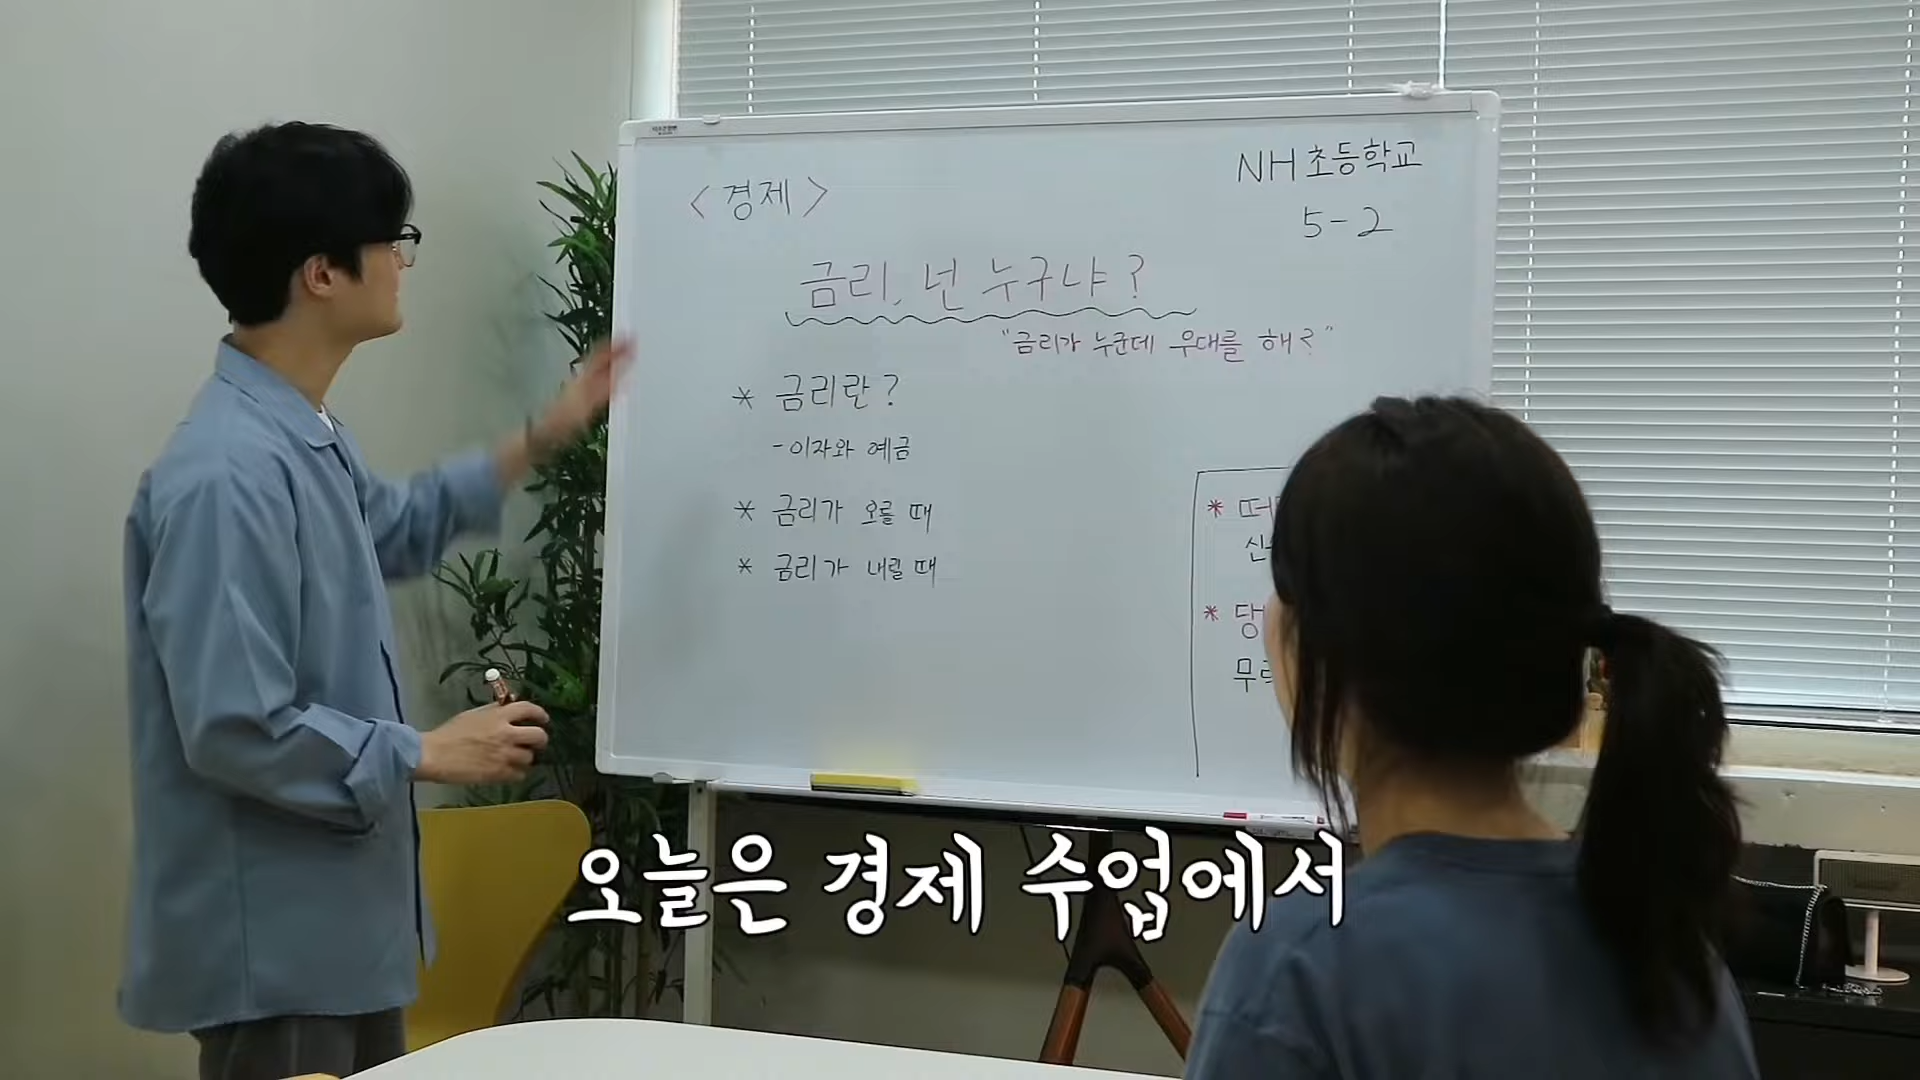 <경제>
NH초등학교
5-2
금리, 넌 누구냐?
"금리가 누군데 우대를 해?"
* 금리란?
- 이자와 예금
* 금리가 오를 때
* 금리가 내릴 때
*
*
오늘은 경제 수업에서